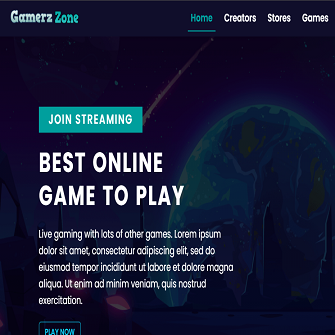 Gamerz Zone
Home Creators Stores Games
JOIN STREAMING
BEST ONLINE
GAME TO PLAY
Live gaming with lots of other games. Lorem ipsum
dolor sit amet, consectetur adipiscing elit, sed do
eiusmod tempor incididunt ut labore et dolore magna
aliqua. Ut enim ad minim veniam, quis nostrud
exercitation.
PLAY NOW